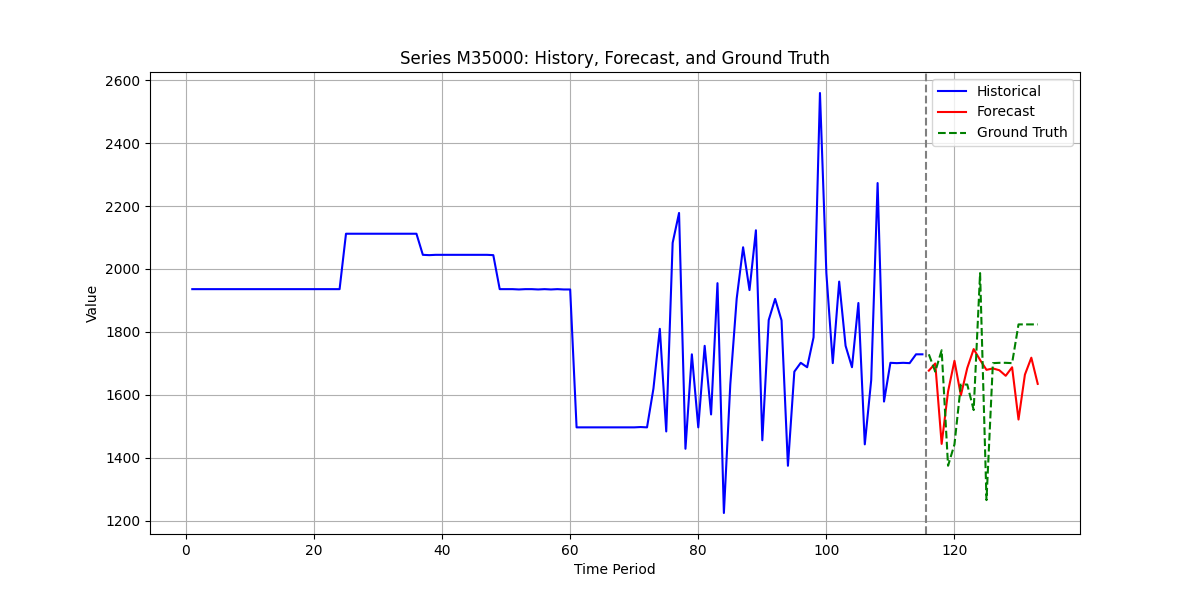 Series M35000: History, Forecast, and Ground Truth
2600
2400
2200
2000
1800
1600
1400
1200
Value
0 20 40 60 80 100 120
Time Period
Historical
Forecast
Ground Truth